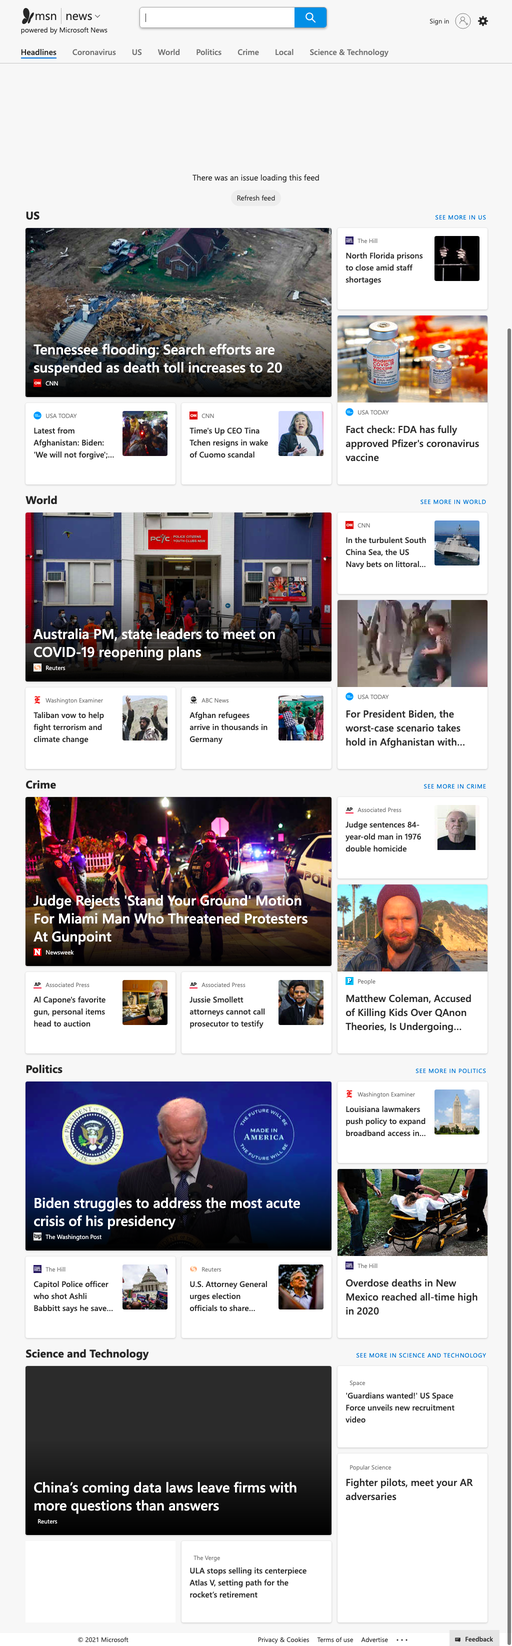 msn | news
powered by Microsoft News
Sign in
Headlines Coronavirus US World Politics Crime Local Science & Technology
There was an issue loading this feed
Refresh feed
US
SEE MORE IN US
Tennessee flooding: Search efforts are
suspended as death toll increases to 20
CNN
The Hill
North Florida prisons
to close amid staff
shortages
USA TODAY
Latest from
Afghanistan: Biden:
'We will not forgive';...
CNN
Time's Up CEO Tina
Tchen resigns in wake
of Cuomo scandal
USA TODAY
Fact check: FDA has fully
approved Pfizer's coronavirus
vaccine
World
SEE MORE IN WORLD
Australia PM, state leaders to meet on
COVID-19 reopening plans
Reuters
CNN
In the turbulent South
China Sea, the US
Navy bets on littoral...
Washington Examiner
Taliban vow to help
fight terrorism and
climate change
ABC News
Afghan refugees
arrive in thousands in
Germany
USA TODAY
For President Biden, the
worst-case scenario takes
hold in Afghanistan with...
Crime
SEE MORE IN CRIME
Judge Rejects 'Stand Your Ground' Motion
For Miami Man Who Threatened Protesters
At Gunpoint
Newsweek
Associated Press
Judge sentences 84-
year-old man in 1976
double homicide
Associated Press
Al Capone's favorite
gun, personal items
head to auction
Associated Press
Jussie Smollett
attorneys cannot call
prosecutor to testify
People
Matthew Coleman, Accused
of Killing Kids Over QAnon
Theories, Is Undergoing...
Politics
SEE MORE IN POLITICS
MADE IN
AMERICA
Biden struggles to address the most acute
crisis of his presidency
The Washington Post
Washington Examiner
Louisiana lawmakers
push policy to expand
broadband access in...
The Hill
Capitol Police officer
who shot Ashli
Babbitt says he save...
Reuters
U.S. Attorney General
urges election
officials to share...
The Hill
Overdose deaths in New
Mexico reached all-time high
in 2020
Science and Technology
SEE MORE IN SCIENCE AND TECHNOLOGY
China's coming data laws leave firms with
more questions than answers
Reuters
Space
'Guardians wanted!' US Space
Force unveils new recruitment
video
Popular Science
Fighter pilots, meet your AR
adversaries
The Verge
ULA stops selling its centerpiece
Atlas V, setting path for the
rocket's retirement
© 2021 Microsoft
Privacy & Cookies Terms of use Advertise
Feedback